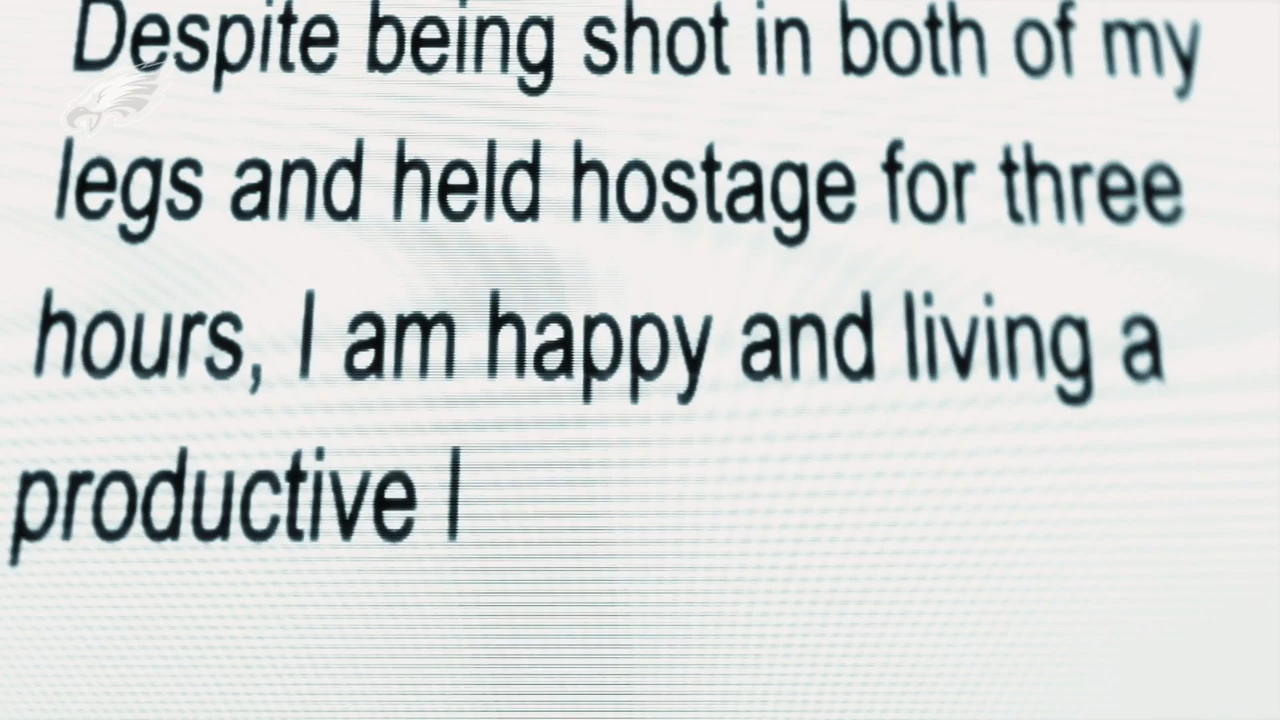 Despite being shot in both of my
legs and held hostage for three
hours, I am happy and living a
productive l